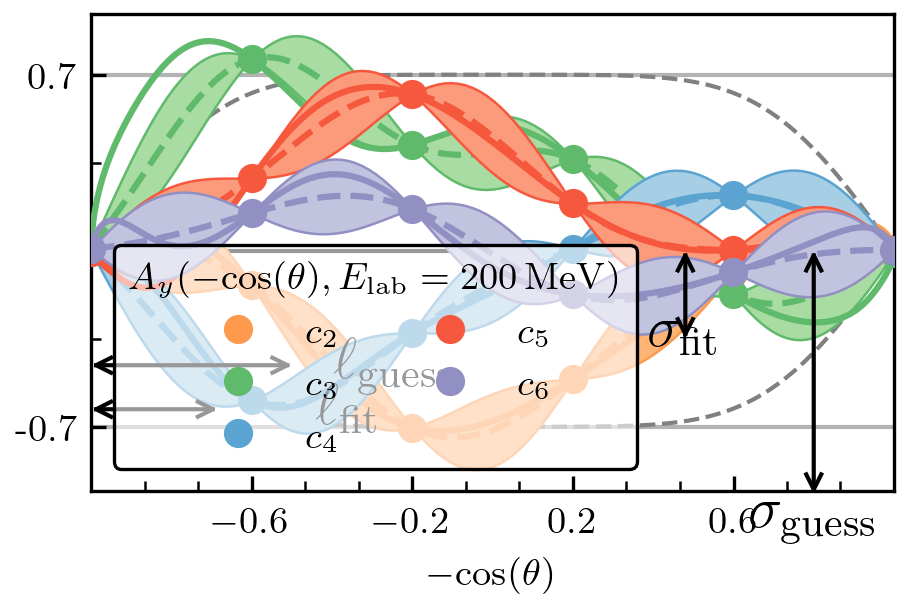 0.7
A_y(−cos(θ), E_lab = 200 MeV)
c_2
c_5
σ_fit
ℓ_guess
c_3
c_6
ℓ_fit
-0.7
c_4
−0.6 −0.2 0.2 0.6
σ_guess
−cos(θ)